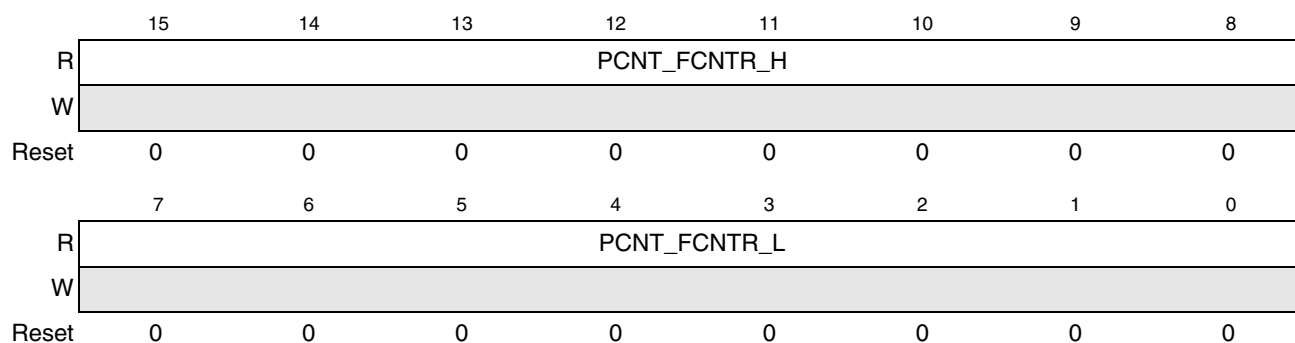 15 14 13 12 11 10 9 8
R PCNT_FCNTR_H
W
Reset 0 0 0 0 0 0 0 0
7 6 5 4 3 2 1 0
R PCNT_FCNTR_L
W
Reset 0 0 0 0 0 0 0 0